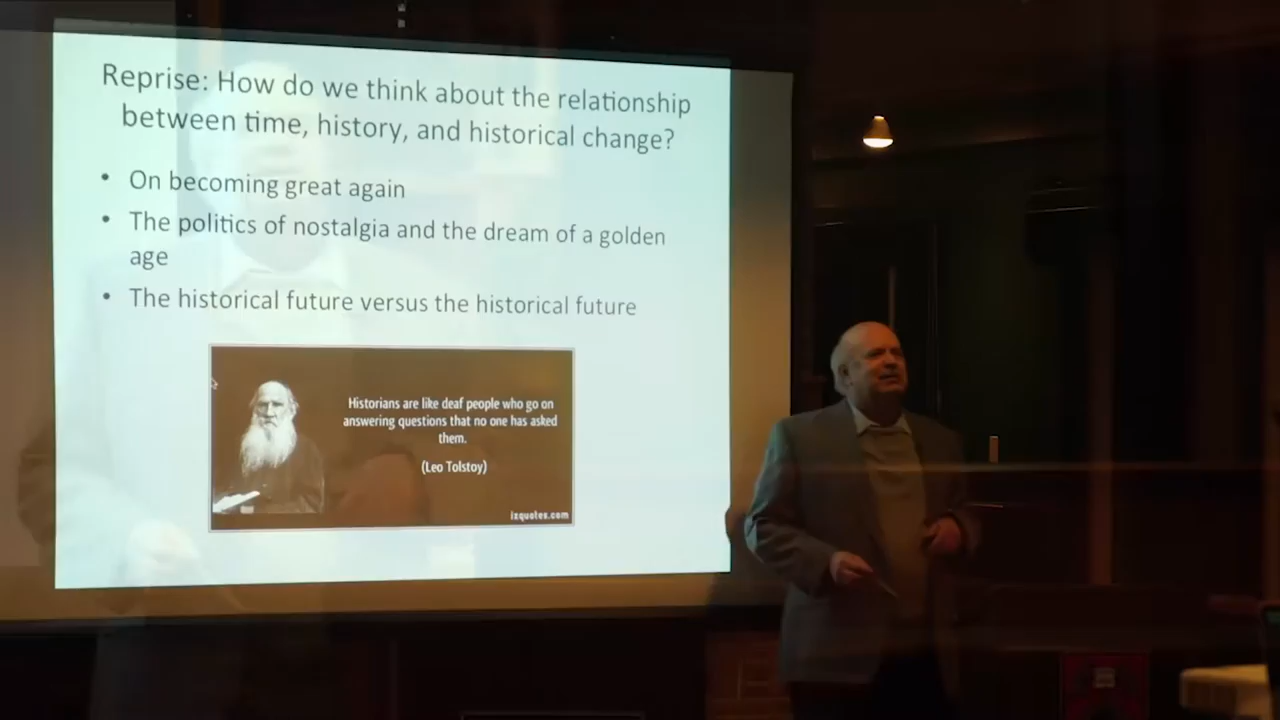 Reprise: How do we think about the relationship
between time, history, and historical change?
• On becoming great again
• The politics of nostalgia and the dream of a golden
age
• The historical future versus the historical future
Historians are like deaf people who go on
answering questions that no one has asked
them.
(Leo Tolstoy)
izquotes.com